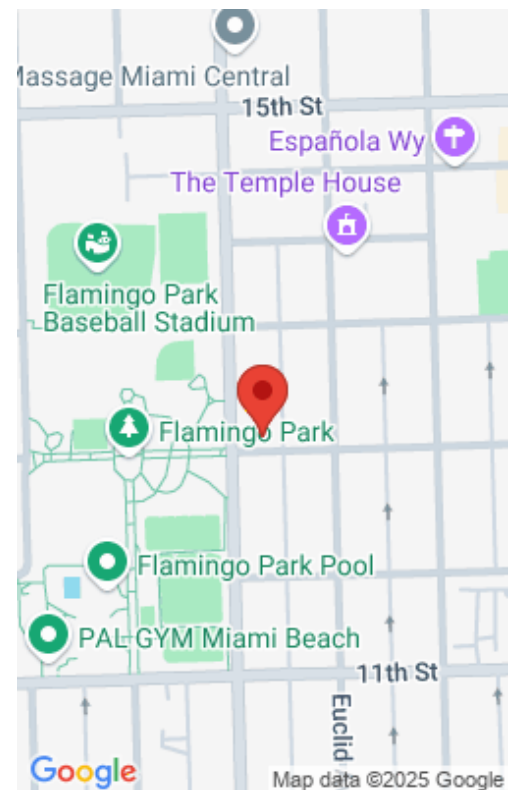 Massage Miami Central
15th St
Española Wy
The Temple House
Flamingo Park
Baseball Stadium
Flamingo Park
Flamingo Park Pool
PAL GYM Miami Beach
11th St
Euclid
Google
Map data ©2025 Google